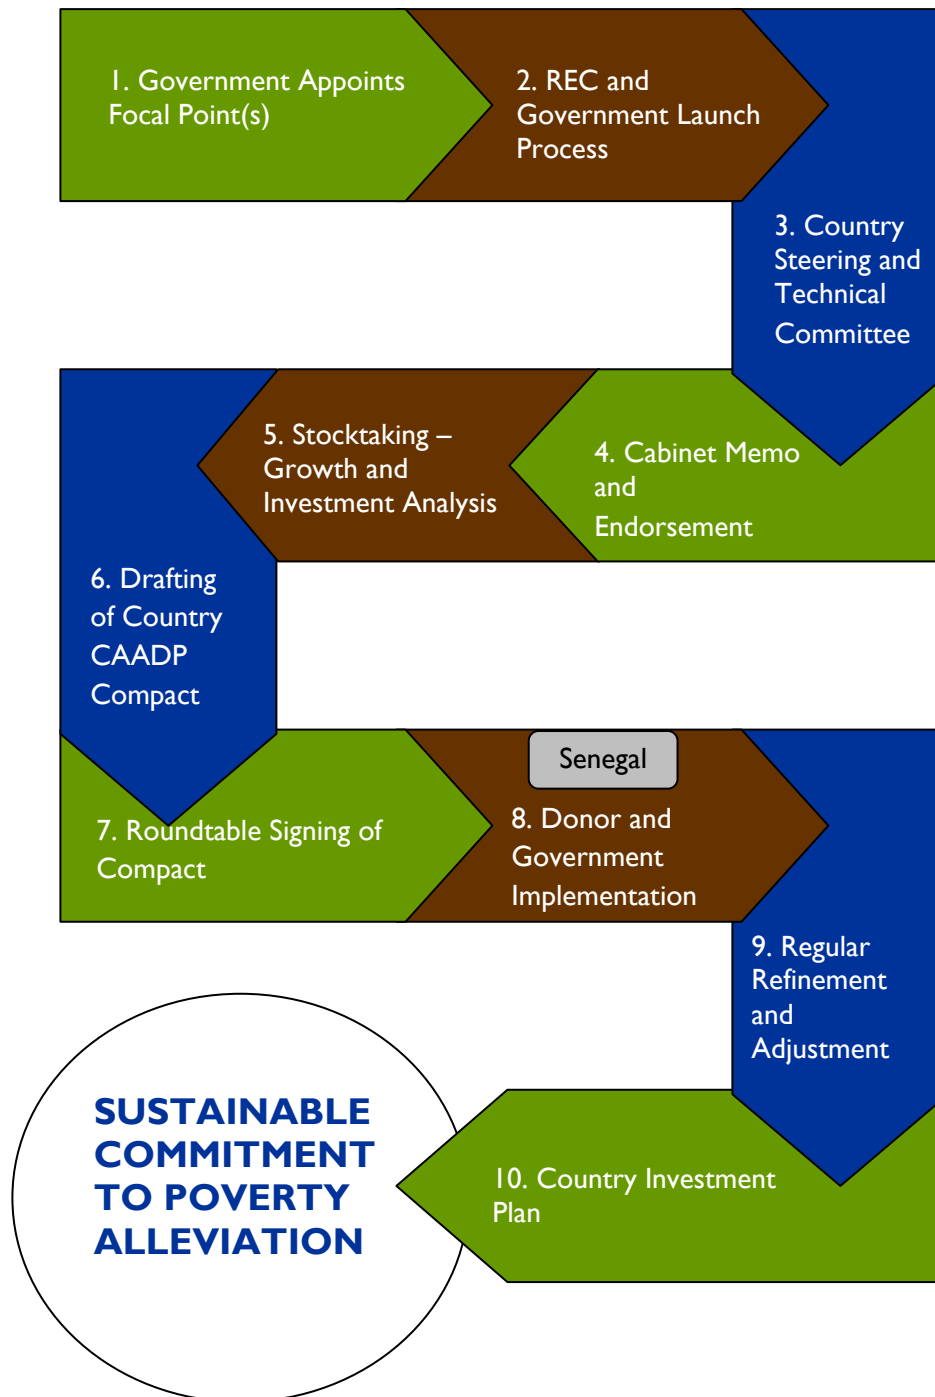 1. Government Appoints
Focal Point(s)
2. REC and
Government Launch
Process
3. Country
Steering and
Technical
Committee
4. Cabinet Memo
and
Endorsement
5. Stocktaking –
Growth and
Investment Analysis
6. Drafting
of Country
CAADP
Compact
7. Roundtable Signing of
Compact
Senegal
8. Donor and
Government
Implementation
9. Regular
Refinement
and
Adjustment
10. Country Investment
Plan
SUSTAINABLE
COMMITMENT
TO POVERTY
ALLEVIATION